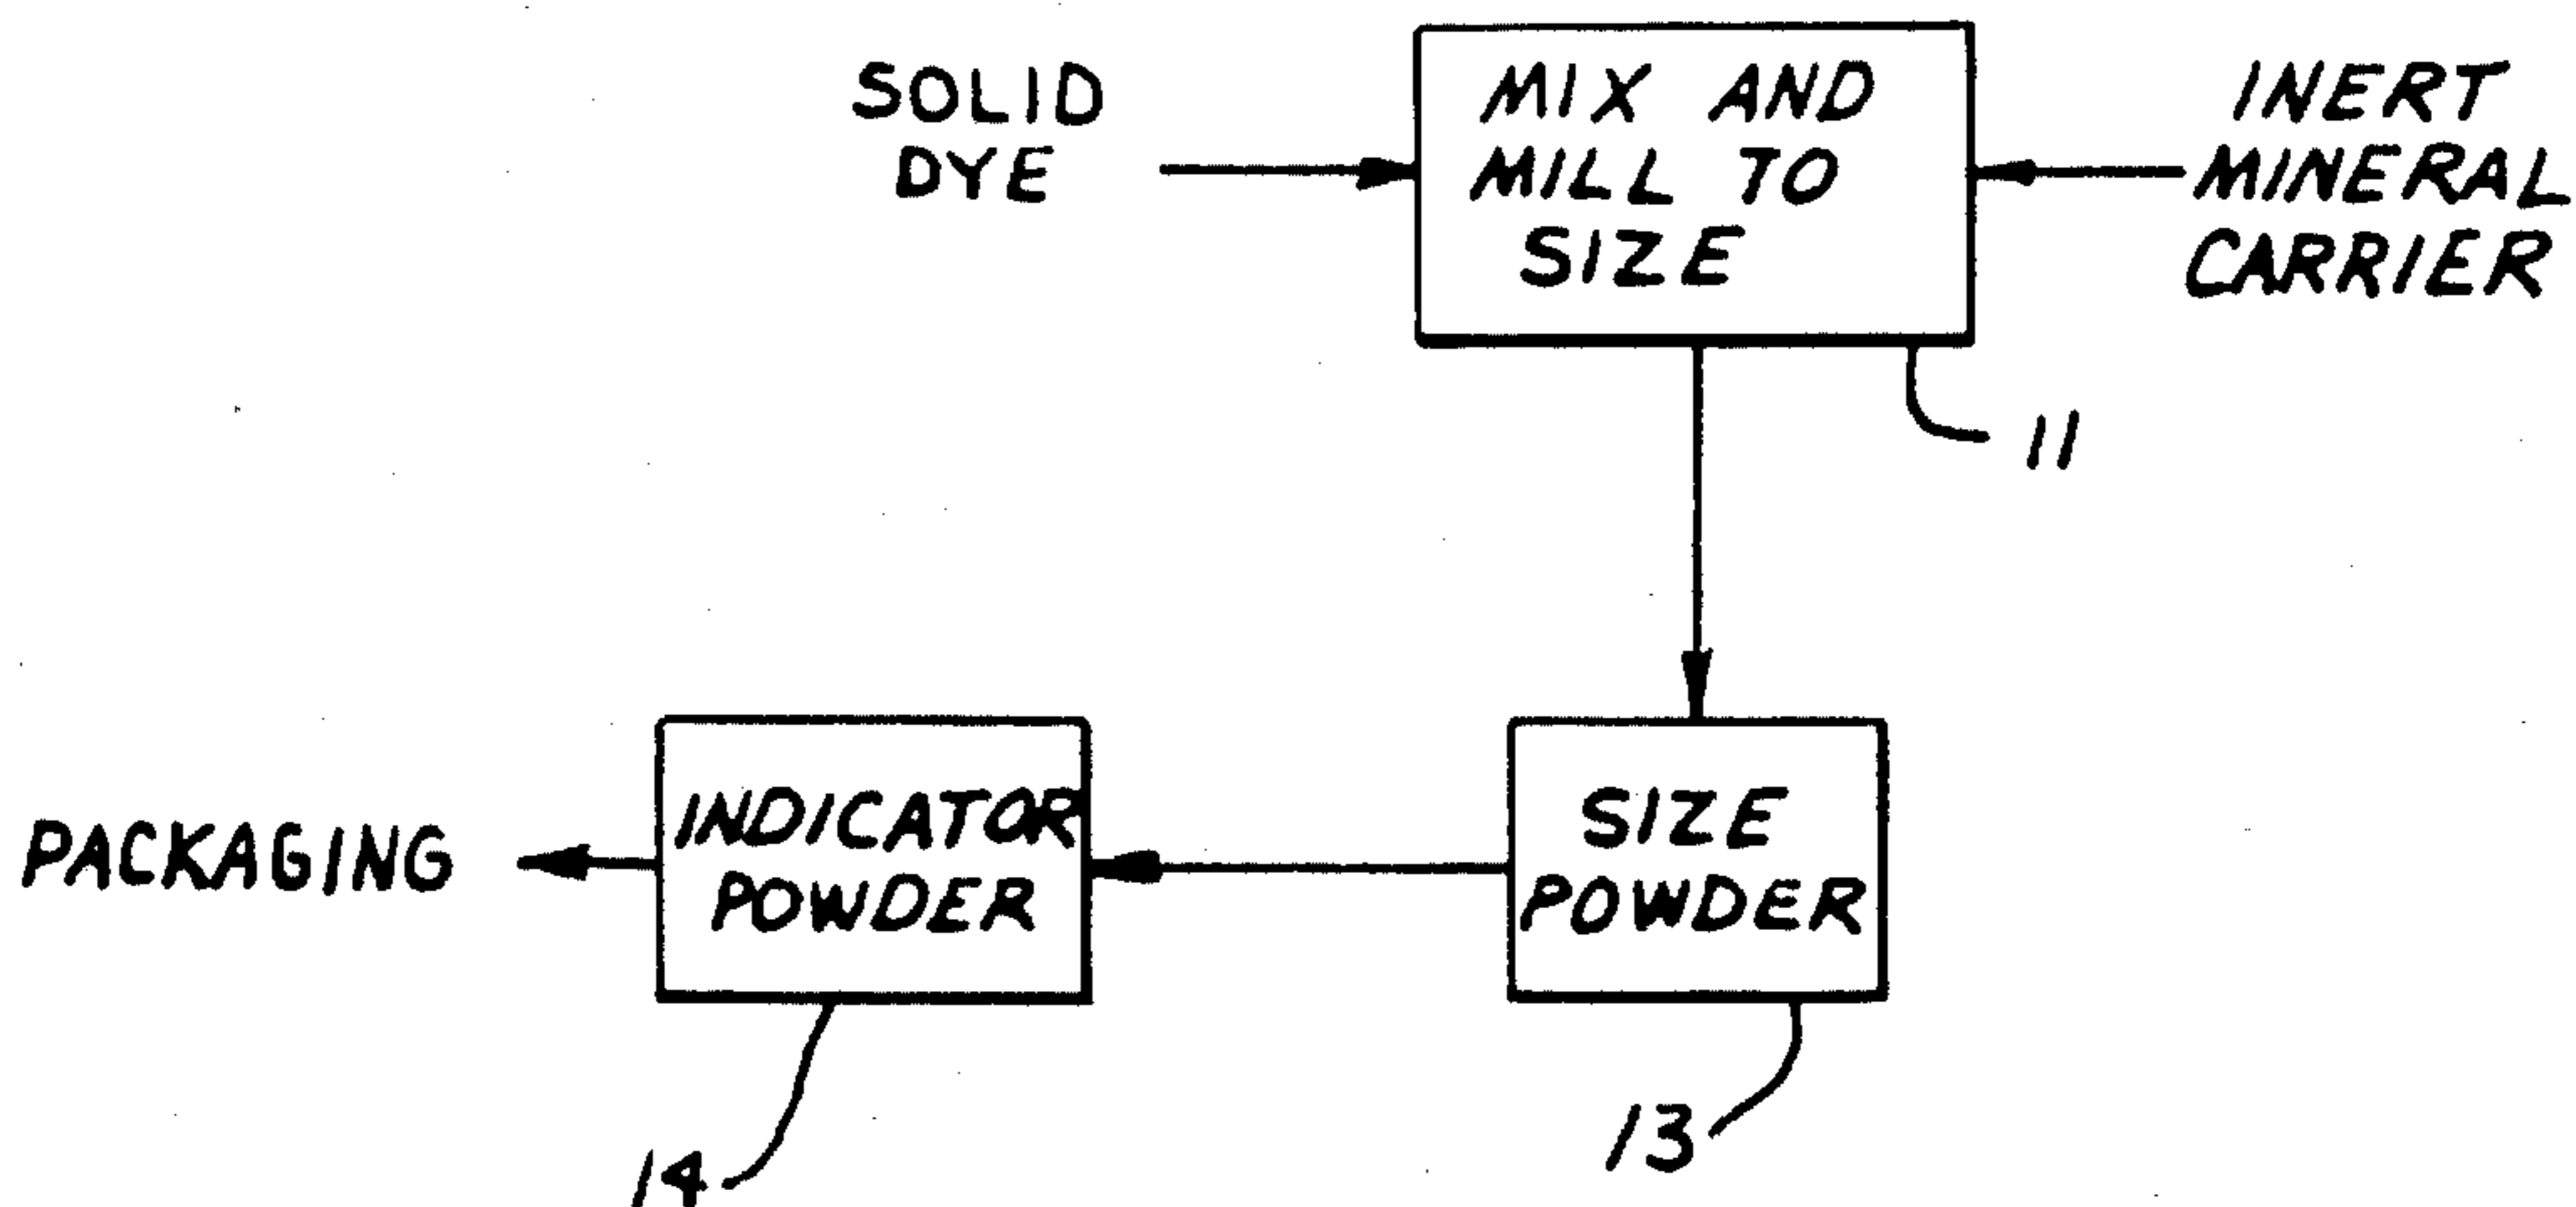 SOLID
DYE
MIX AND
MILL TO
SIZE
INERT
MINERAL
CARRIER
11
PACKAGING
INDICATOR
POWDER
SIZE
POWDER
14
13